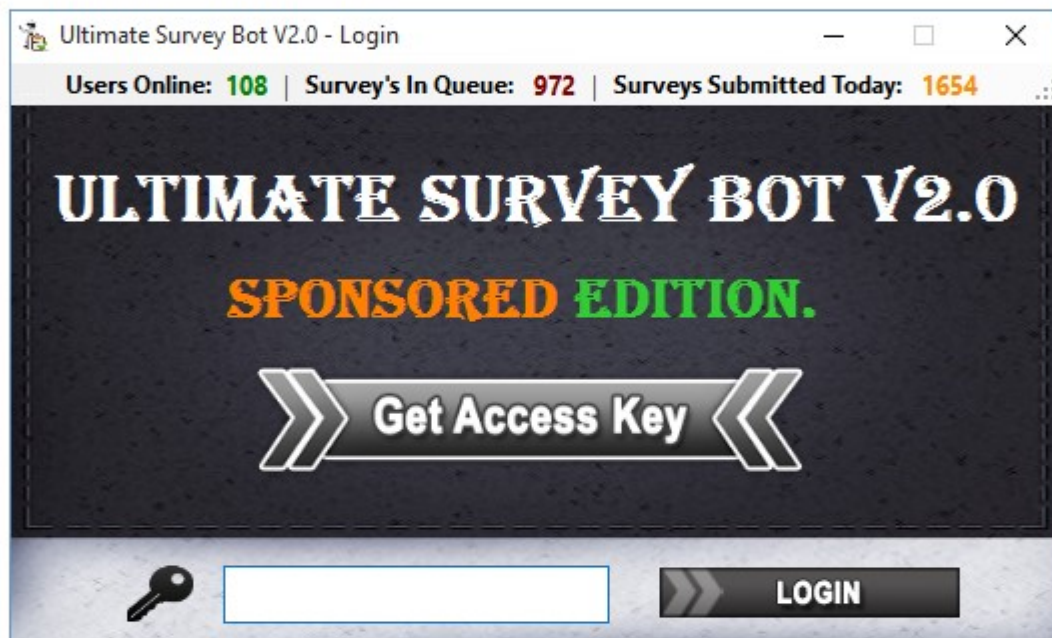 Ultimate Survey Bot V2.0 - Login
Users Online: 108 | Survey's In Queue: 972 | Surveys Submitted Today: 1654
ULTIMATE SURVEY BOT V2.0
SPONSORED EDITION.
Get Access Key
LOGIN